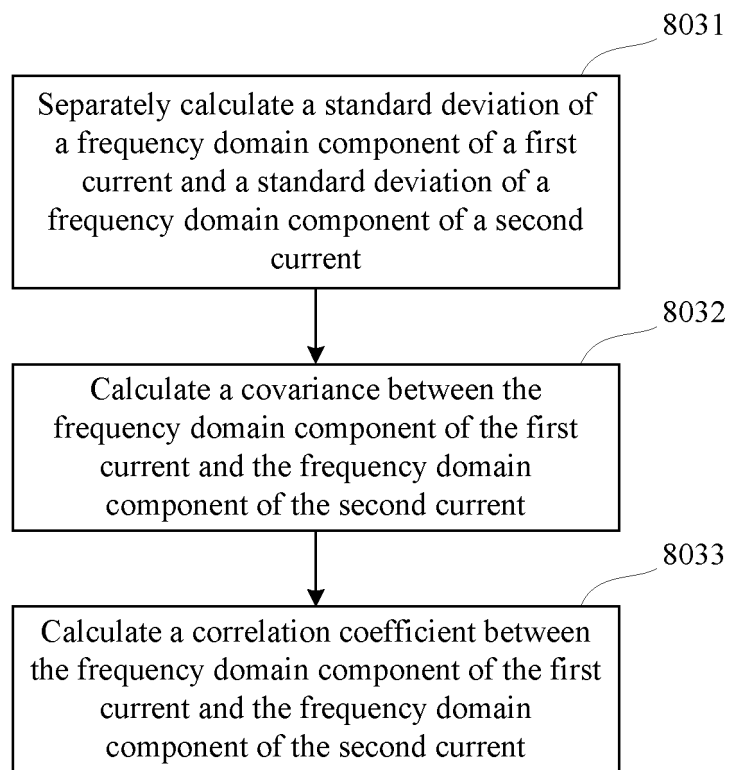 8031
Separately calculate a standard deviation of
a frequency domain component of a first
current and a standard deviation of a
frequency domain component of a second
current
8032
Calculate a covariance between the
frequency domain component of the first
current and the frequency domain
component of the second current
8033
Calculate a correlation coefficient between
the frequency domain component of the first
current and the frequency domain
component of the second current